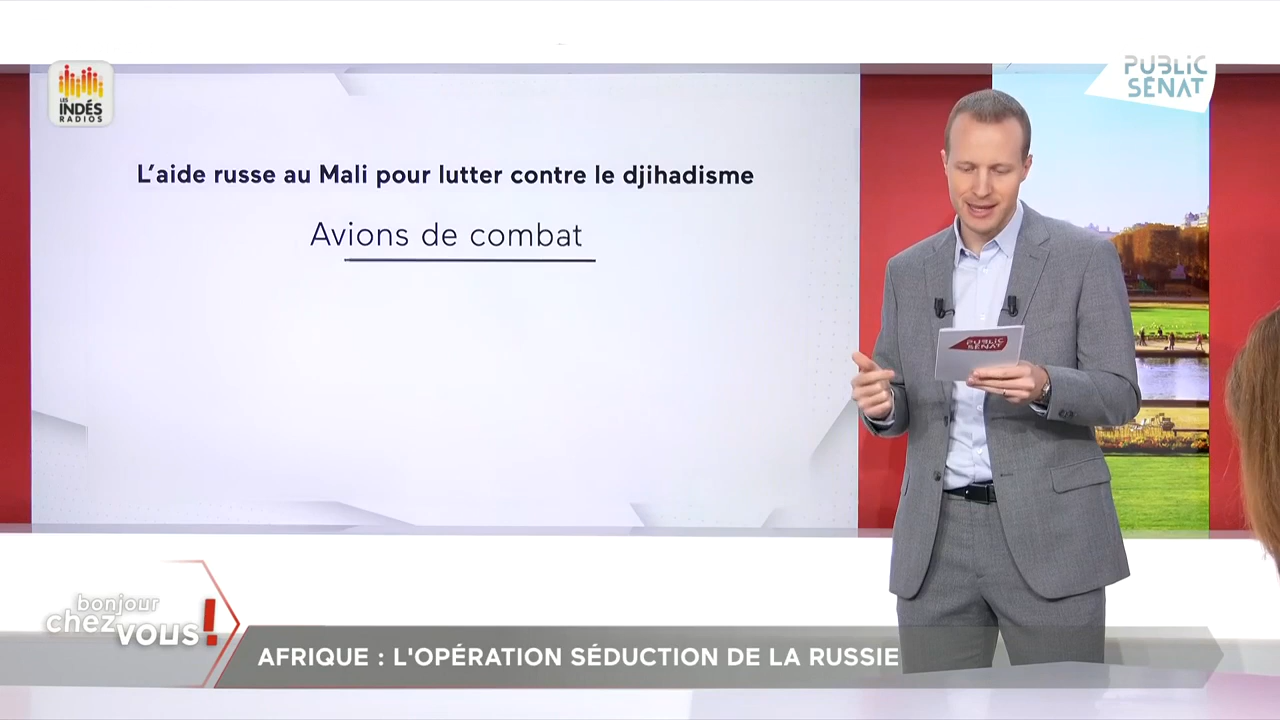 LES
INDÉS
RADIOS
PUBLIC
SÉNAT
L'aide russe au Mali pour lutter contre le djihadisme
Avions de combat
PUBLIC
SÉNAT
bonjour
chez
vous!
AFRIQUE : L'OPÉRATION SÉDUCTION DE LA RUSSIE